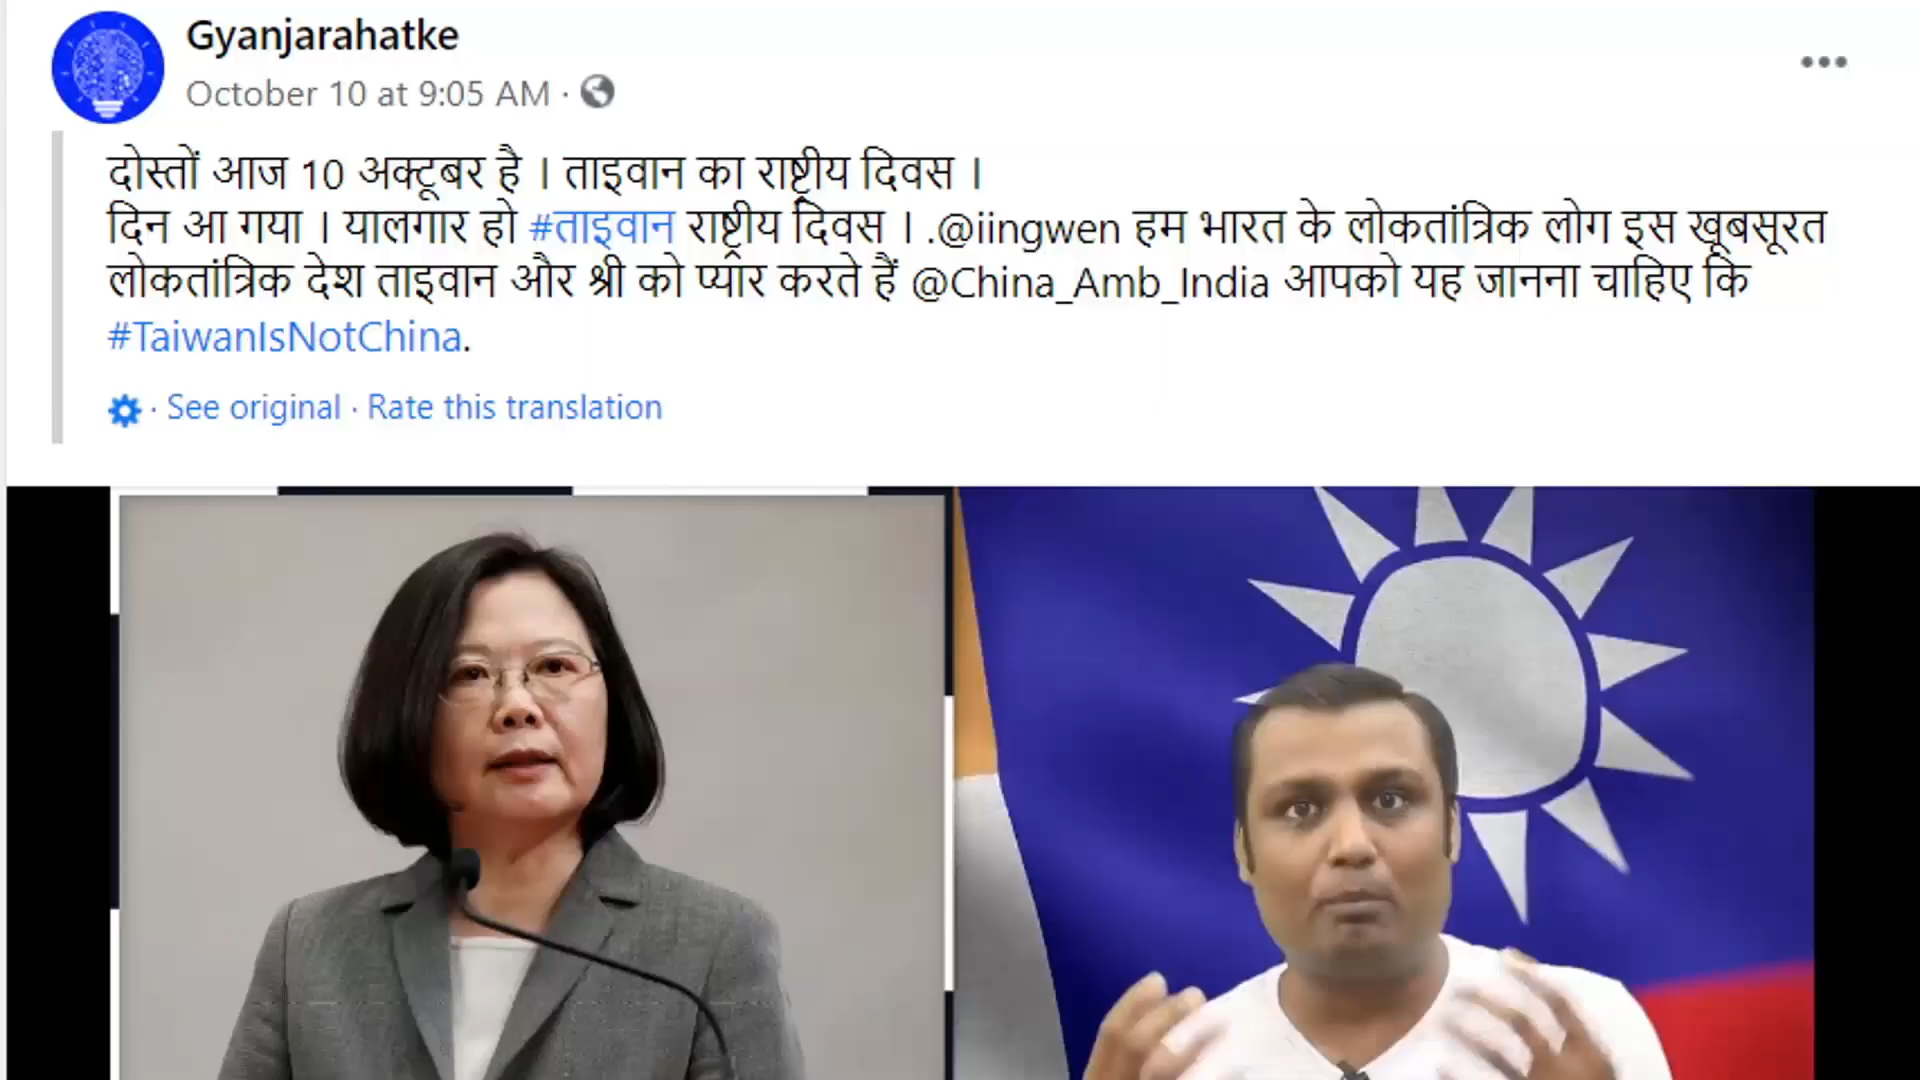 Gyanjarahatke
October 10 at 9:05 AM ·
दोस्तों आज 10 अक्टूबर है । ताइवान का राष्ट्रीय दिवस ।
दिन आ गया । यालगार हो #ताइवान राष्ट्रीय दिवस । .@iingwen हम भारत के लोकतांत्रिक लोग इस खूबसूरत
लोकतांत्रिक देश ताइवान और श्री को प्यार करते हैं @China_Amb_India आपको यह जानना चाहिए कि
#TaiwanIsNotChina.
· See original · Rate this translation